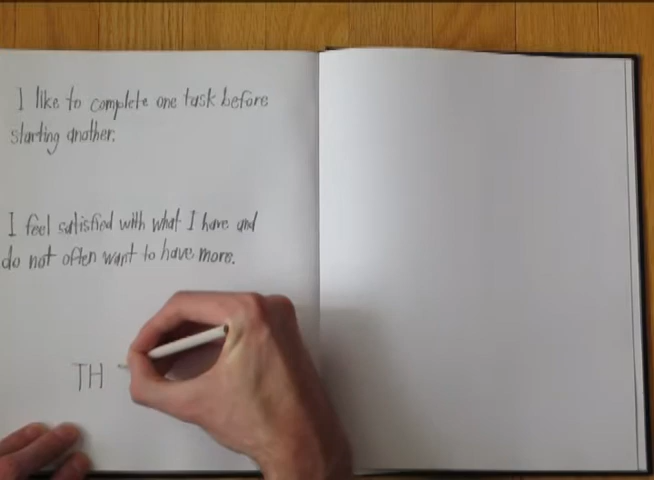 I like to complete one task before
starting another.
I feel satisfied with what I have and
do not often want to have more.
TH